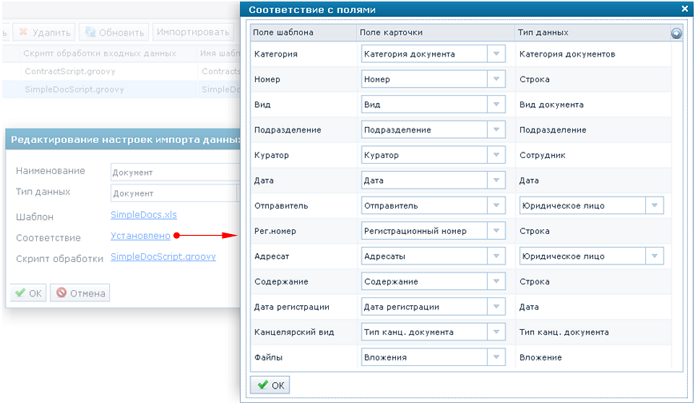 Удалить Обновить Импортировать
Скрипт обработки входных данных Имя шаб
ContractScript.groovy Contracts
SimpleDocScript.groovy SimpleDo
Редактирование настроек импорта данных
Наименование Документ
Тип данных Документ
Шаблон SimpleDocs.xls
Соответствие Установлено
Скрипт обработки SimpleDocScript.groovy
OK Отмена
Соответствие с полями
Поле шаблона Поле карточки Тип данных
Категория Категория документа Категория документов
Номер Номер Строка
Вид Вид Вид документа
Подразделение Подразделение Подразделение
Куратор Куратор Сотрудник
Дата Дата Дата
Отправитель Отправитель Юридическое лицо
Рег.номер Регистрационный номер Строка
Адресат Адресаты Юридическое лицо
Содержание Содержание Строка
Дата регистрации Дата регистрации Дата
Канцелярский вид Тип канц. документа Тип канц. документа
Файлы Вложения Вложение
OK